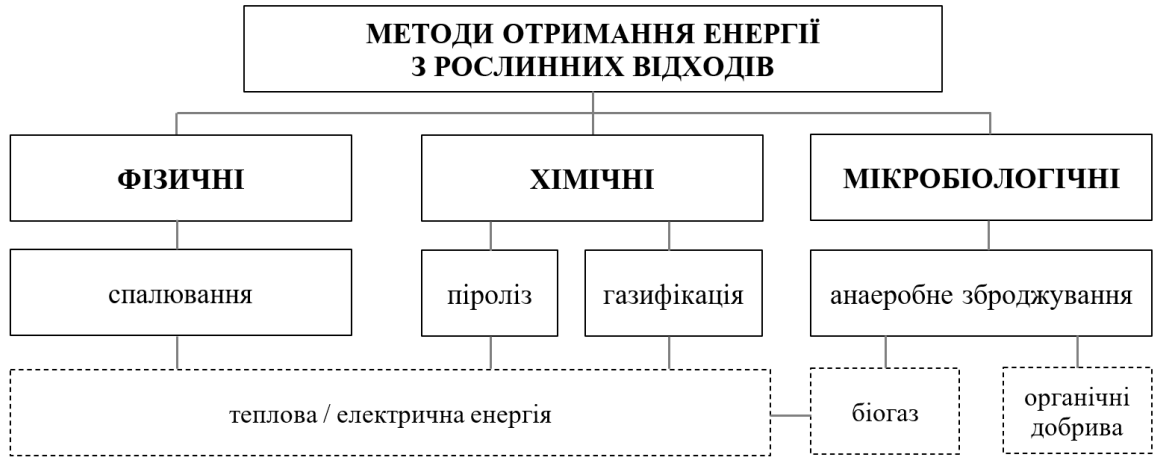 МЕТОДИ ОТРИМАННЯ ЕНЕРГІЇ
З РОСЛИННИХ ВІДХОДІВ
ФІЗИЧНІ
ХІМІЧНІ
МІКРОБІОЛОГІЧНІ
спалювання
піроліз
газифікація
анаеробне зброджування
теплова / електрична енергія
біогаз
органічні
добрива